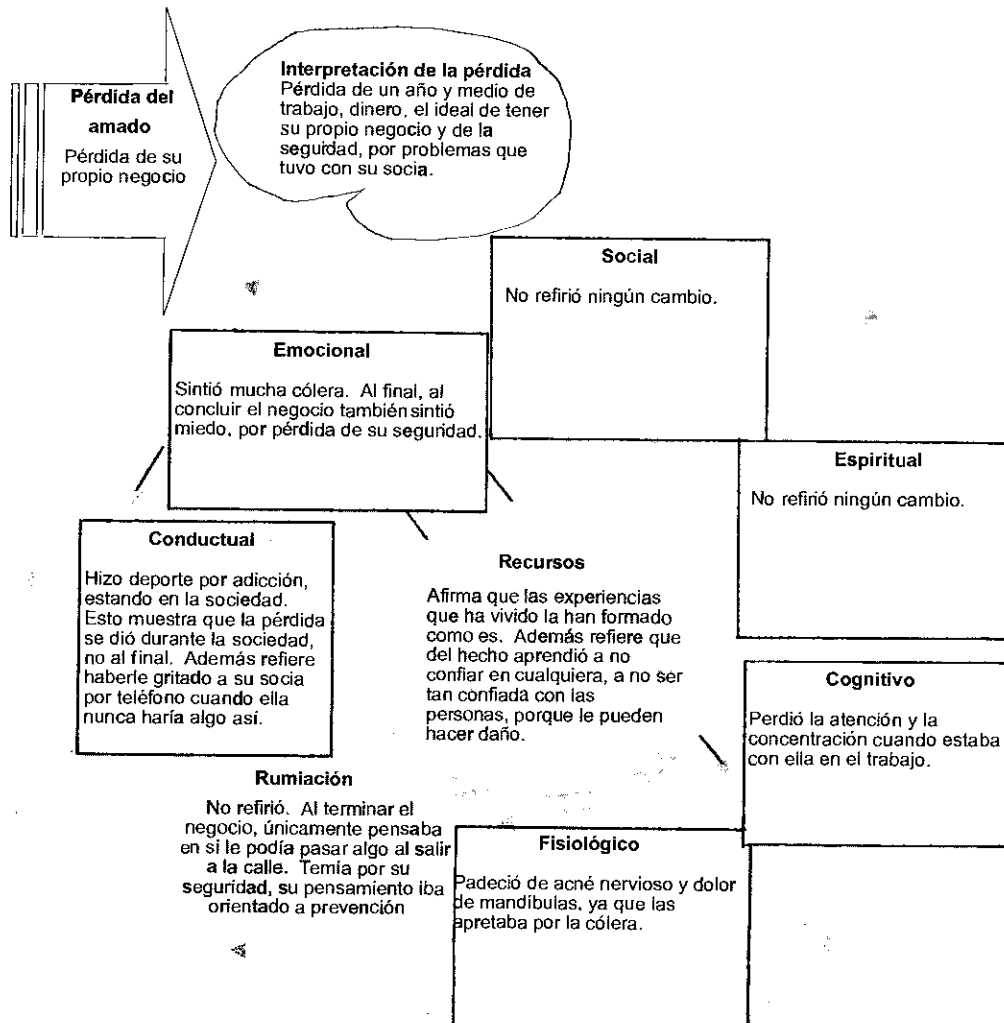 Pérdida del
amado
Pérdida de su
propio negocio
Interpretación de la pérdida
Pérdida de un año y medio de
trabajo, dinero, el ideal de tener
su propio negocio y de la
seguridad, por problemas que
tuvo con su socia.
Social
No refirió ningún cambio.
Emocional
Sintió mucha cólera. Al final, al
concluir el negocio también sintió
miedo, por pérdida de su seguridad.
Espiritual
No refirió ningún cambio.
Conductual
Hizo deporte por adicción,
estando en la sociedad.
Esto muestra que la pérdida
se dió durante la sociedad,
no al final. Además refiere
haberle gritado a su socia
por teléfono cuando ella
nunca haría algo así.
Recursos
Afirma que las experiencias
que ha vivido la han formado
como es. Además refiere que
del hecho aprendió a no
confiar en cualquiera, a no ser
tan confiada con las
personas, porque le pueden
hacer daño.
Cognitivo
Perdió la atención y la
concentración cuando estaba
con ella en el trabajo.
Rumiación
No refirió. Al terminar el
negocio, únicamente pensaba
en si le podía pasar algo al salir
a la calle. Temía por su
seguridad, su pensamiento iba
orientado a prevención
Fisiológico
Padeció de acné nervioso y dolor
de mandíbulas, ya que las
apretaba por la cólera.